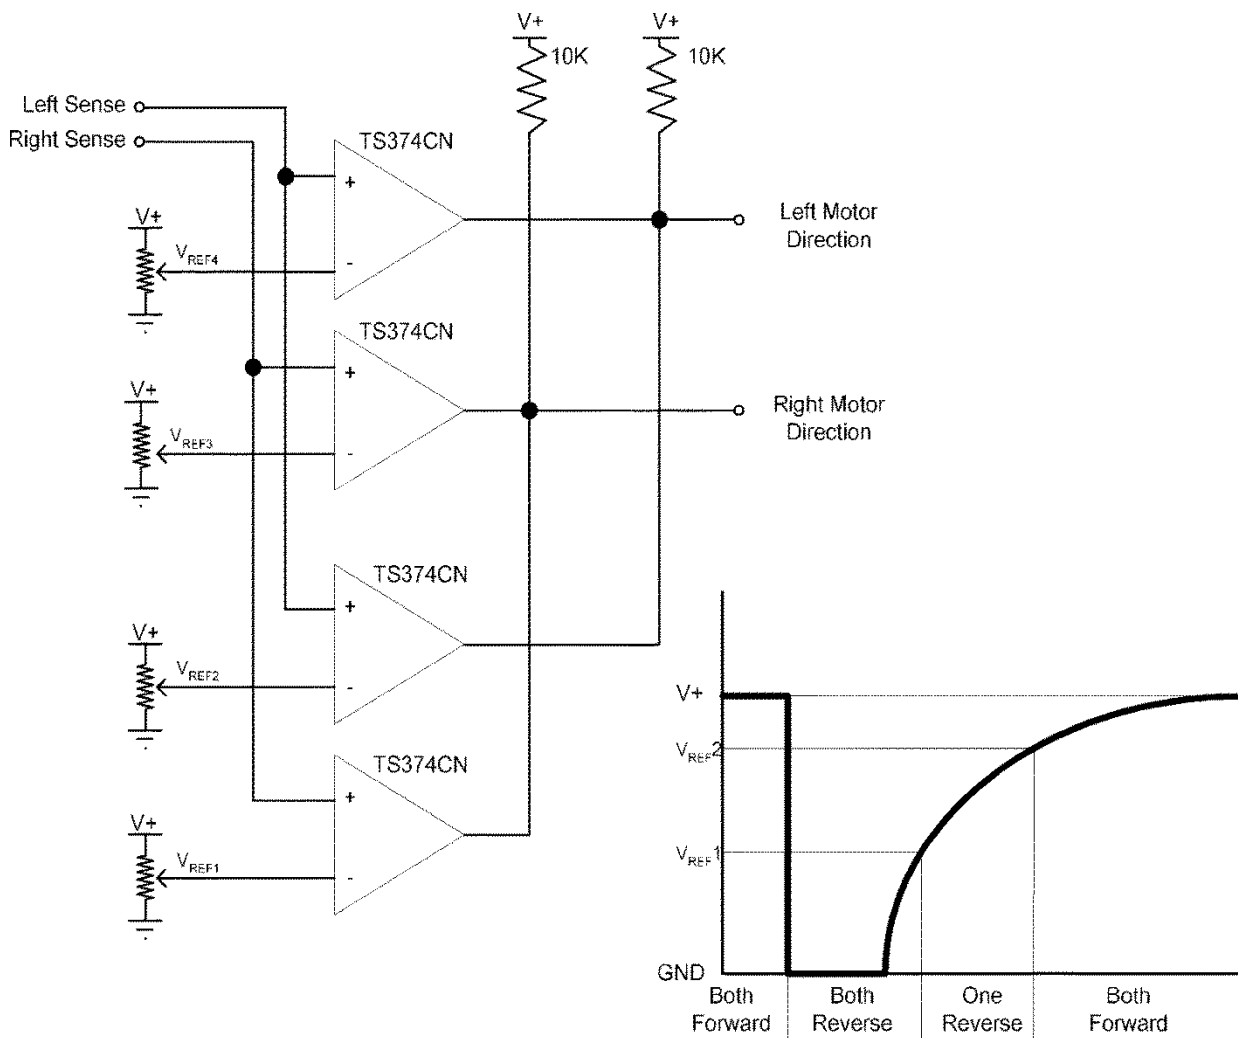 V+
V+
10K
10K
Left Sense
Right Sense
TS374CN
+
V+
VREF4
-
Left Motor
Direction
TS374CN
+
V+
VREF3
-
Right Motor
Direction
TS374CN
+
V+
VREF2
-
TS374CN
+
V+
VREF1
-
V+
VREF2
VREF1
GND
Both
Forward
Both
Reverse
One
Reverse
Both
Forward